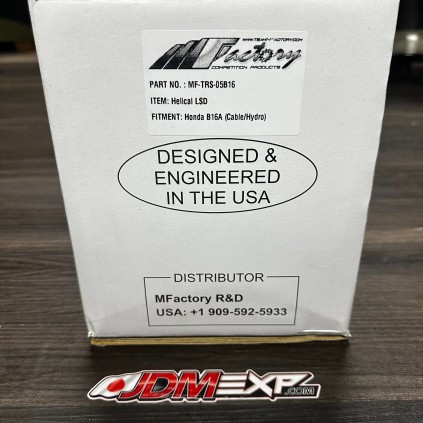 WWW.TEAMMFACTORY.COM
MFactory
COMPETITION PRODUCTS
PART NO. : MF-TRS-05B16
ITEM: Helical LSD
FITMENT: Honda B16A (Cable/Hydro)
DESIGNED &
ENGINEERED
IN THE USA
DISTRIBUTOR
MFactory R&D
USA: +1 909-592-5933
JDMEXP.COM